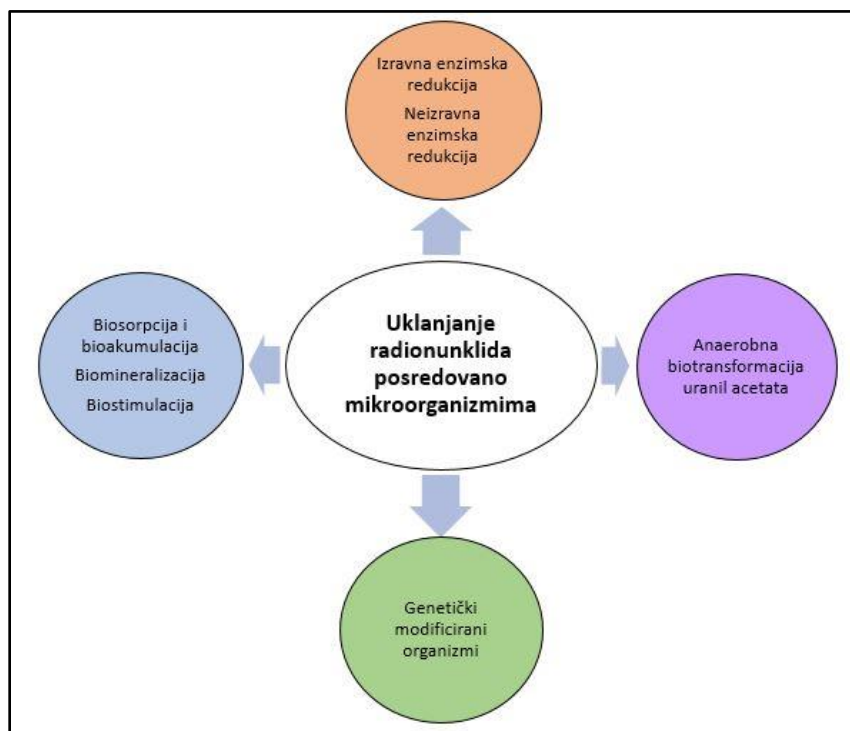 Izravna enzimska
redukcija
Neizravna
enzimska
redukcija
Biosorpcija i
bioakumulacija
Biomineralizacija
Biostimulacija
Uklanjanje
radionunklida
posredovano
mikroorganizmima
Anaerobna
biotransformacija
uranil acetata
Genetički
modificirani
organizmi